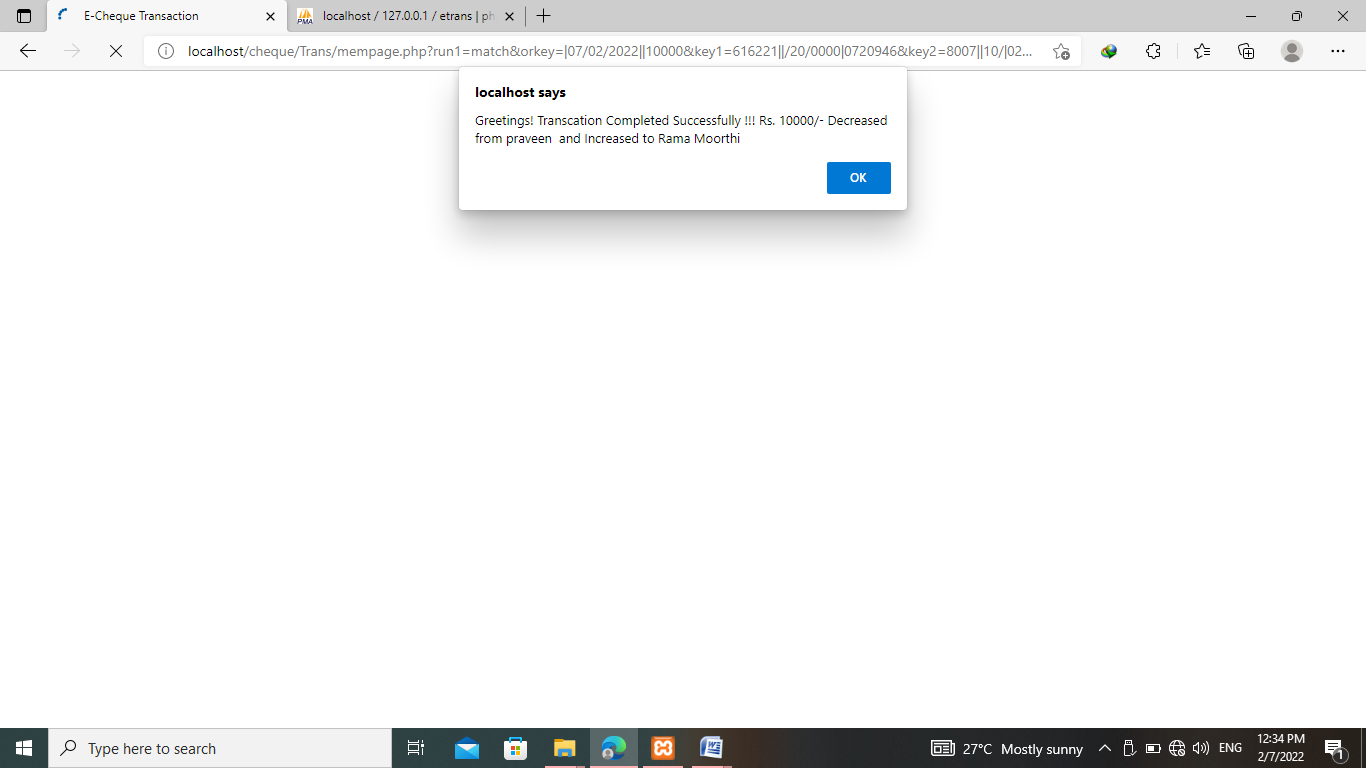 E-Cheque Transaction
localhost / 127.0.0.1 / etrans | ph
localhost/cheque/Trans/mempage.php?run1=match&orkey=|07/02/2022||10000&key1=616221||/20/0000|0720946&key2=8007||10/|02...
localhost says
Greetings! Transcation Completed Successfully !!! Rs. 10000/- Decreased
from praveen  and Increased to Rama Moorthi
OK
Type here to search
27°C Mostly sunny
ENG
12:34 PM
2/7/2022
1